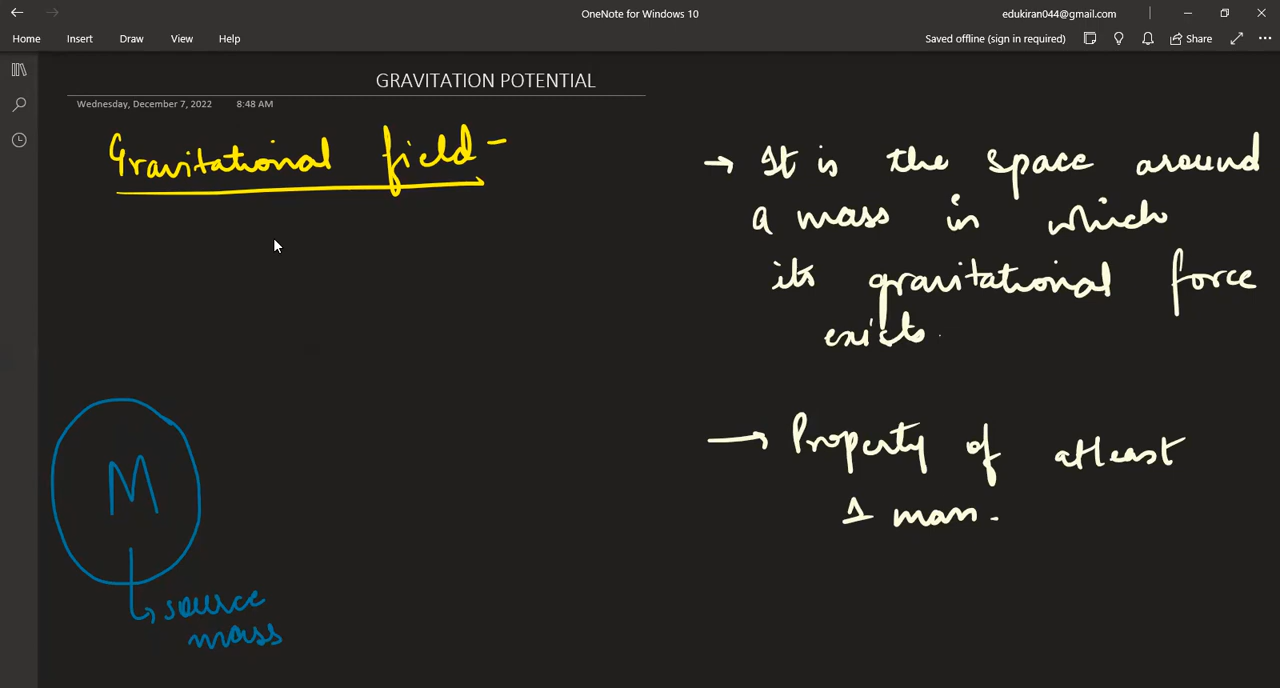 OneNote for Windows 10
edukiran044@gmail.com
Home Insert Draw View Help
Saved offline (sign in required) Share
GRAVITATION POTENTIAL
Wednesday, December 7, 2022 8:48 AM
Gravitational field -
→ It is the space around
a mass in which
its gravitational force
exists.
→ Property of atleast
1 mass.
M
source
mass